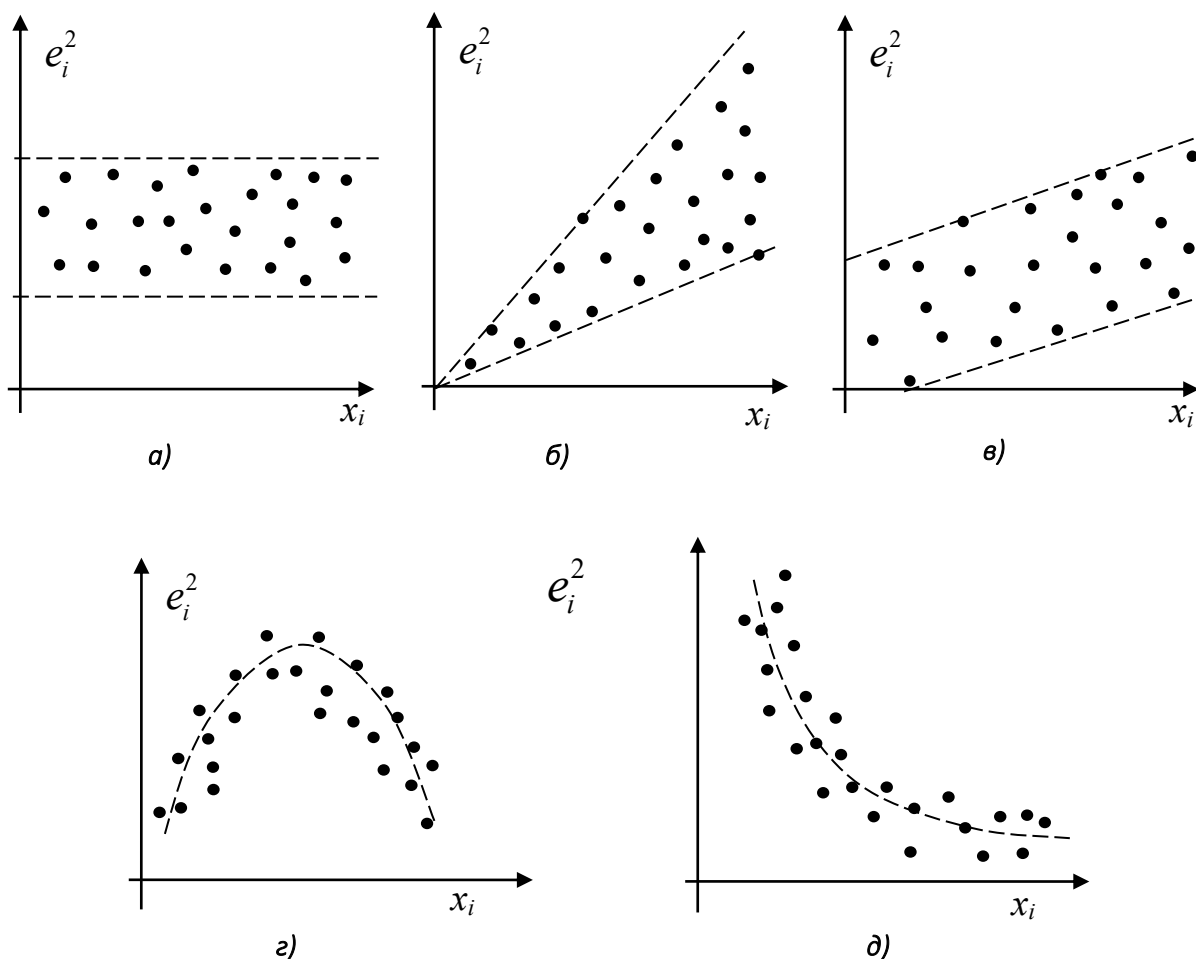 e_i^2 e_i^2 e_i^2
x_i x_i x_i
а) б) в)
e_i^2 e_i^2
x_i x_i
г) д)